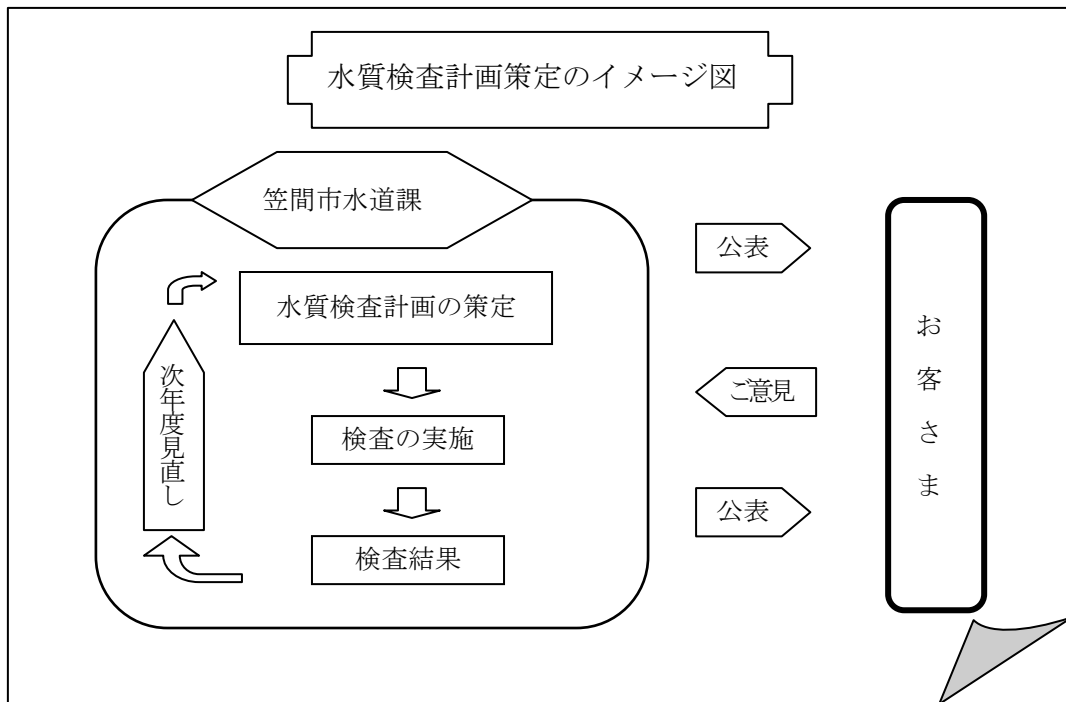 水質検査計画策定のイメージ図
笠間市水道課
水質検査計画の策定
検査の実施
検査結果
次年度見直し
公表
ご意見
公表
お客さま